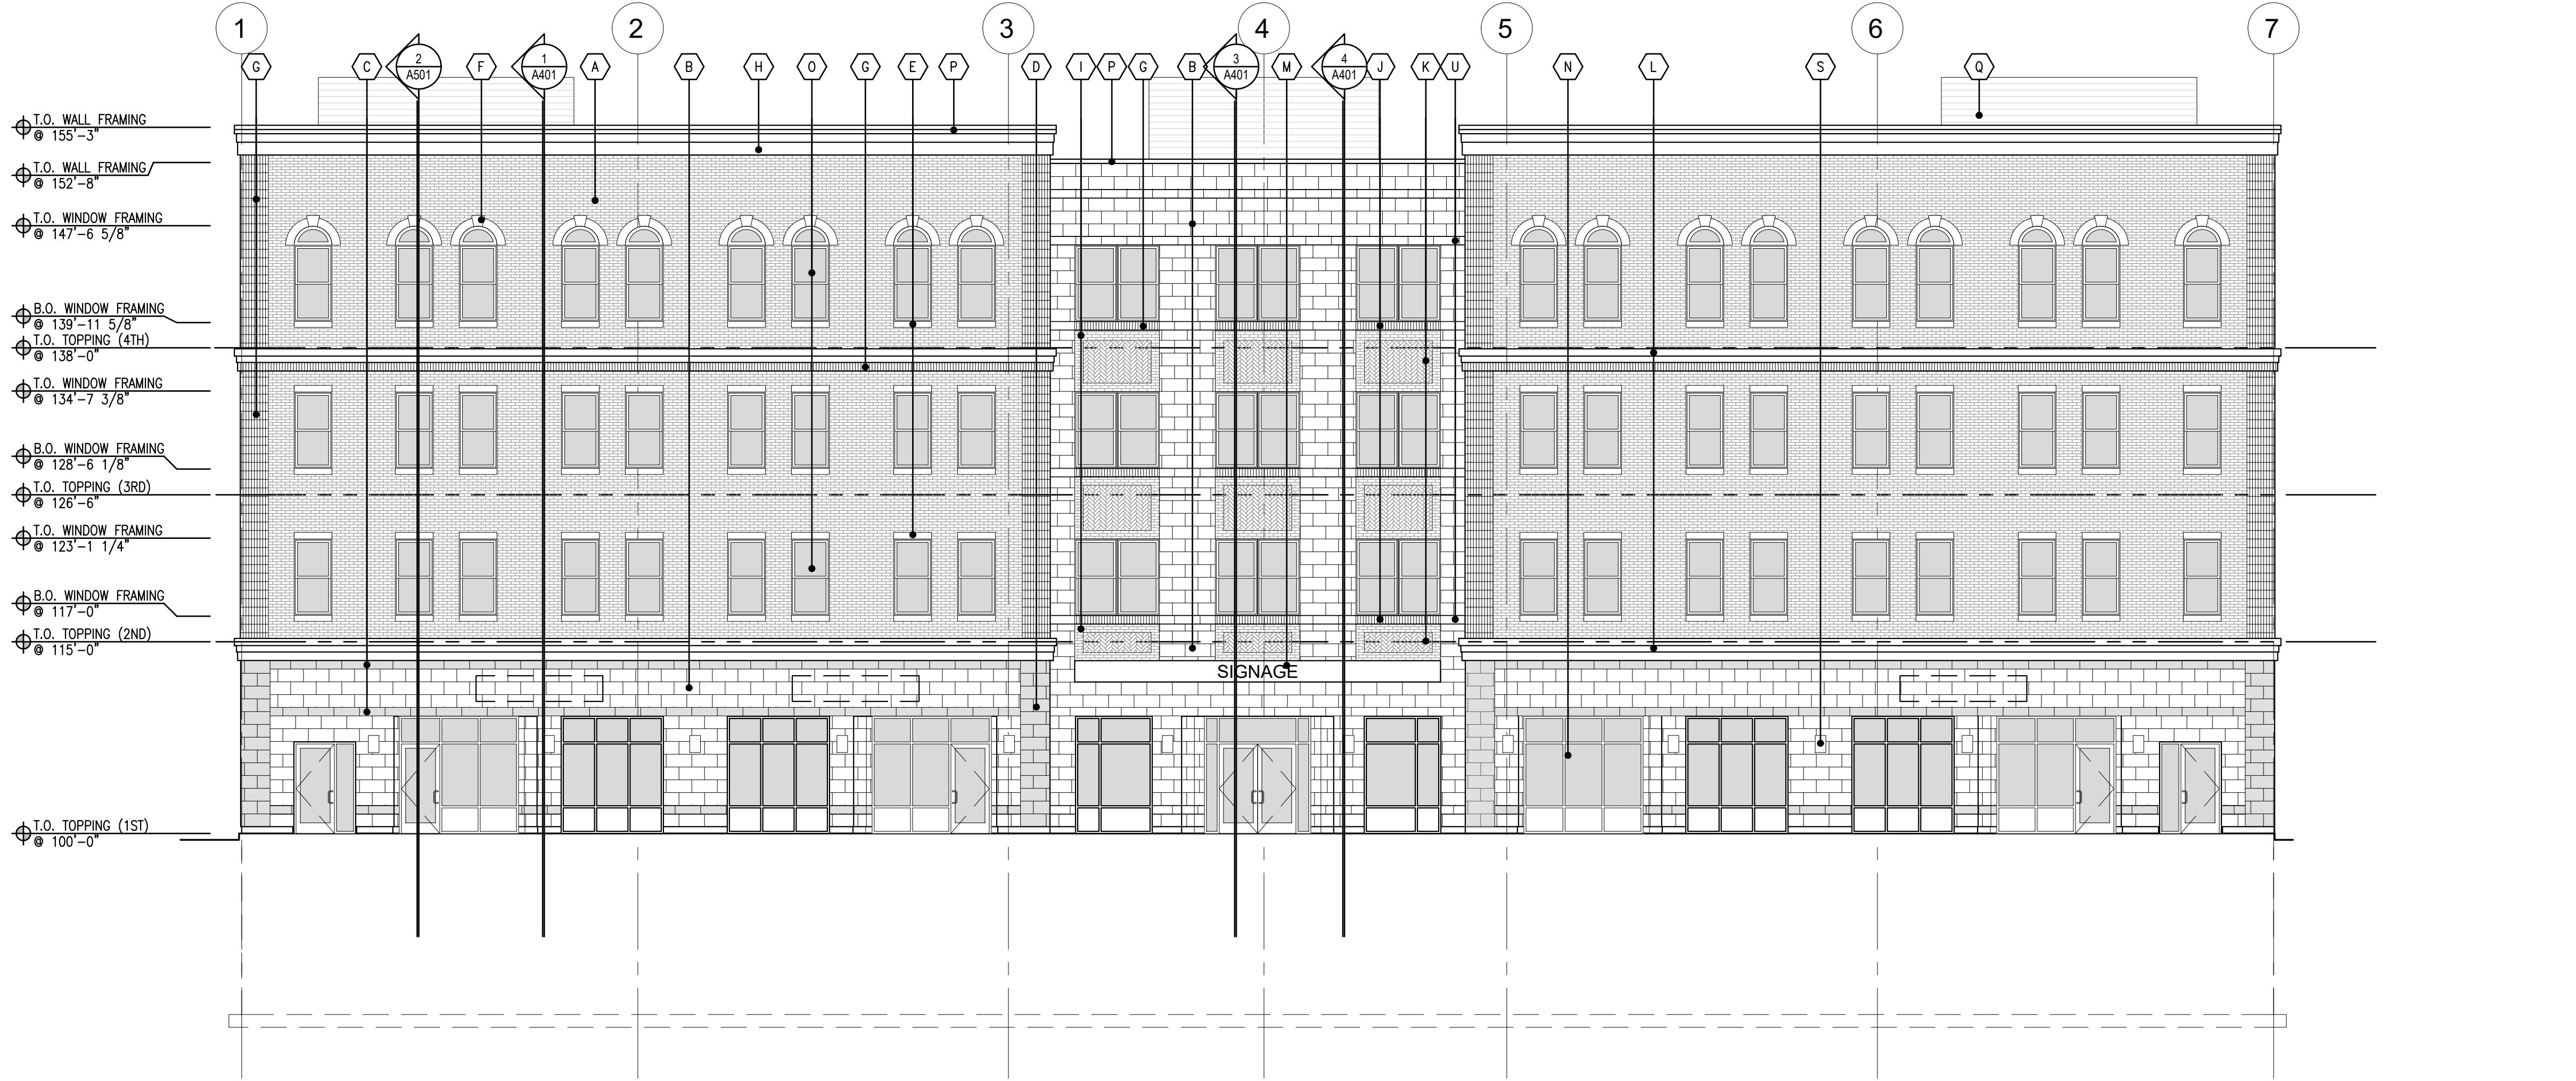 1 2 3 4 5 6 7
G C 2 F 1 A B H O G E P D I P G B 3 M 4 J K U N L S Q
A501 A401 A401 A401
T.O. WALL FRAMING
@ 155'-3"
T.O. WALL FRAMING
@ 152'-8"
T.O. WINDOW FRAMING
@ 147'-6 5/8"
B.O. WINDOW FRAMING
@ 139'-11 5/8"
T.O. TOPPING (4TH)
@ 138'-0"
T.O. WINDOW FRAMING
@ 134'-7 3/8"
B.O. WINDOW FRAMING
@ 128'-6 1/8"
T.O. TOPPING (3RD)
@ 126'-6"
T.O. WINDOW FRAMING
@ 123'-1 1/4"
B.O. WINDOW FRAMING
@ 117'-0"
T.O. TOPPING (2ND)
@ 115'-0"
SIGNAGE
T.O. TOPPING (1ST)
@ 100'-0"